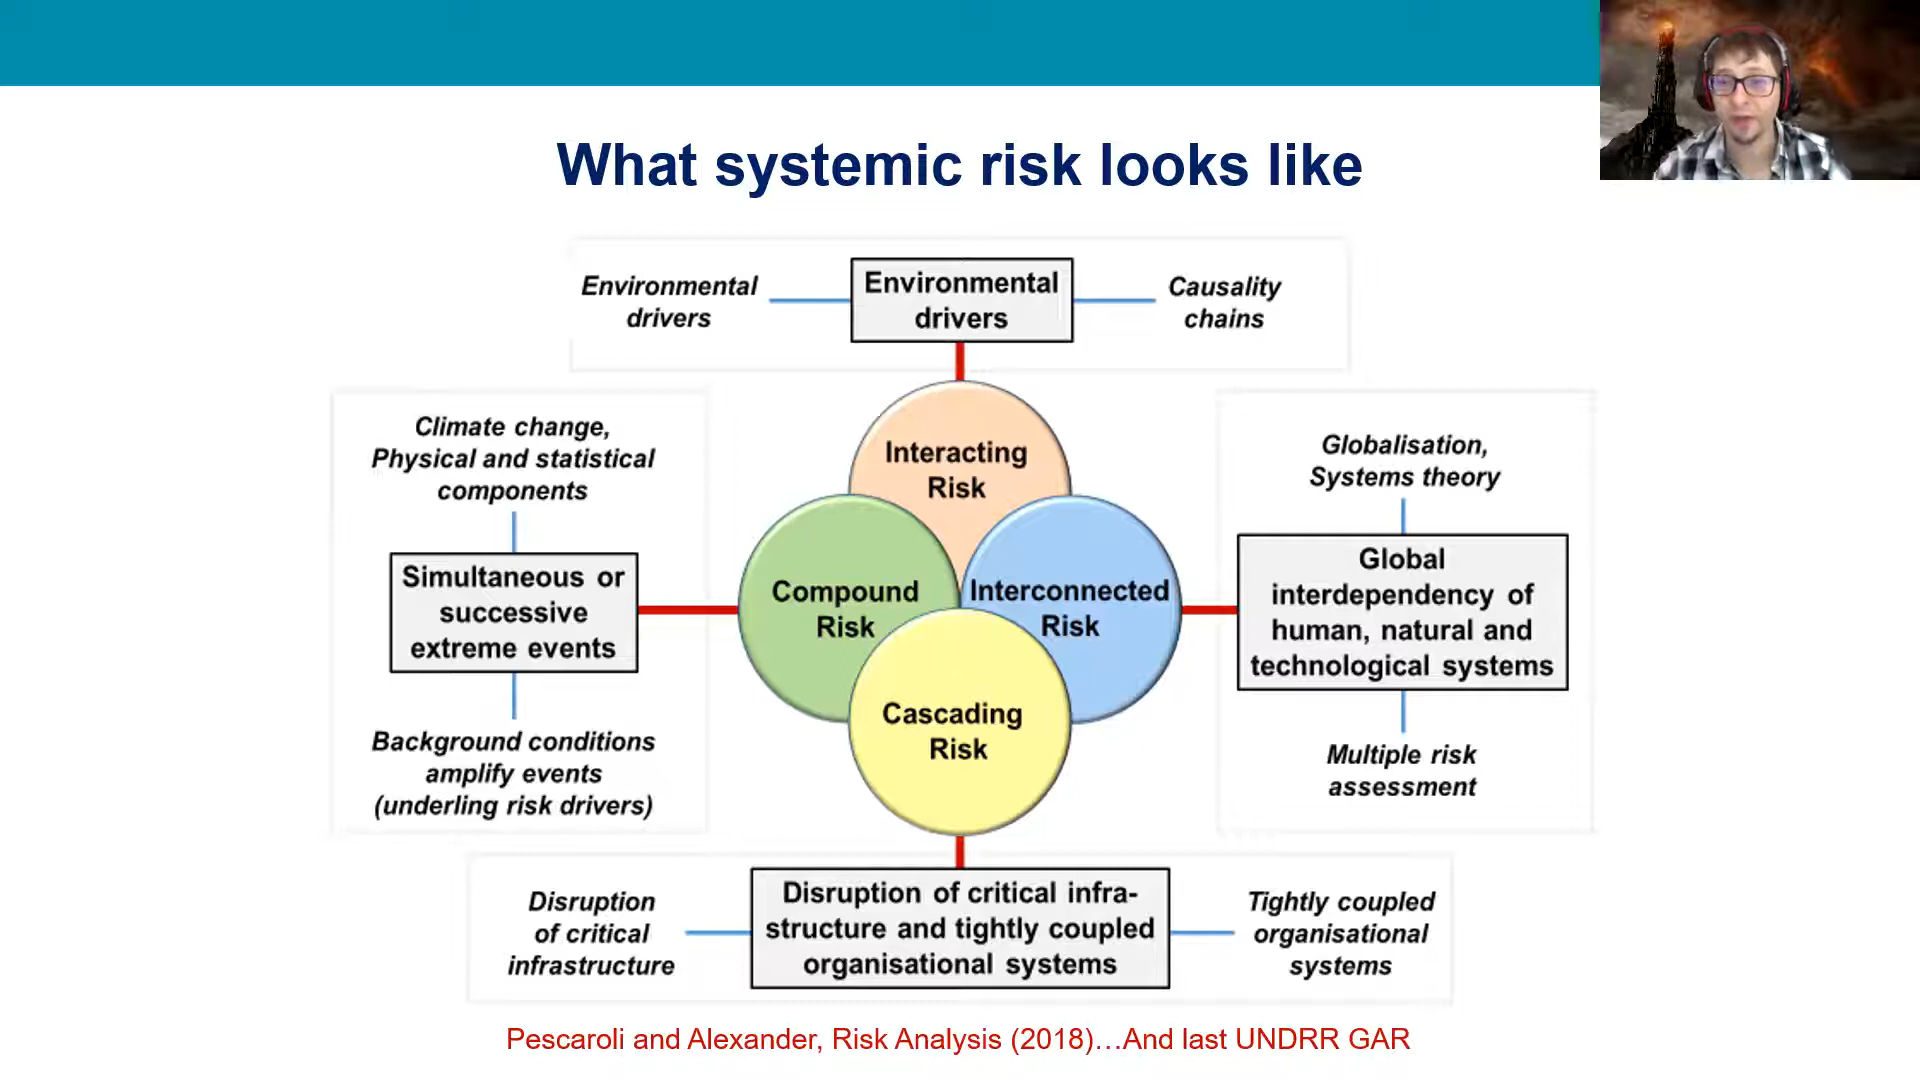 What systemic risk looks like
Environmental
drivers
Environmental
drivers
Causality
chains
Climate change,
Physical and statistical
components
Interacting
Risk
Globalisation,
Systems theory
Simultaneous or
successive
extreme events
Compound
Risk
Interconnected
Risk
Global
interdependency of
human, natural and
technological systems
Background conditions
amplify events
(underling risk drivers)
Cascading
Risk
Multiple risk
assessment
Disruption
of critical
infrastructure
Disruption of critical infra-
structure and tightly coupled
organisational systems
Tightly coupled
organisational
systems
Pescaroli and Alexander, Risk Analysis (2018)…And last UNDRR GAR